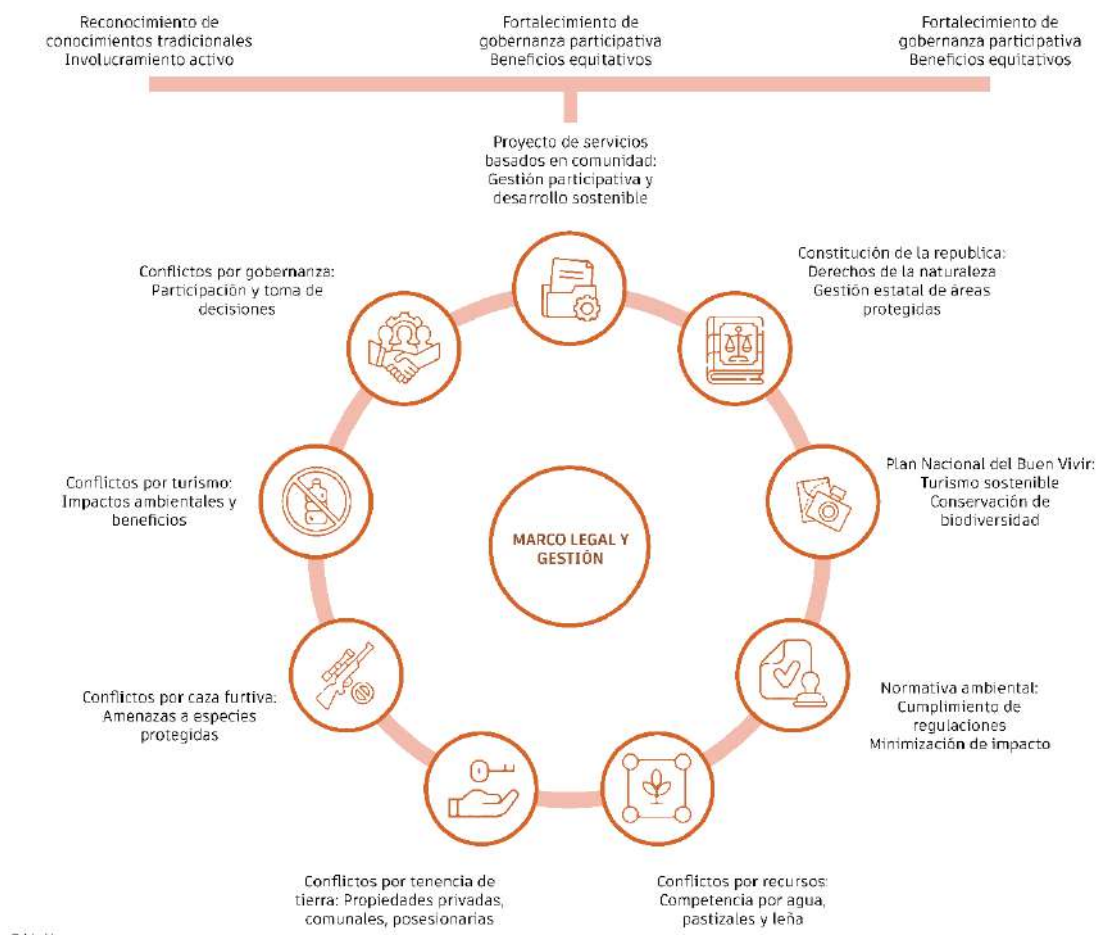 Reconocimiento de
conocimientos tradicionales
Involucramiento activo
Fortalecimiento de
gobernanza participativa
Beneficios equitativos
Fortalecimiento de
gobernanza participativa
Beneficios equitativos
Proyecto de servicios
basados en comunidad:
Gestión participativa y
desarrollo sostenible
Constitución de la republica:
Derechos de la naturaleza
Gestión estatal de áreas
protegidas
Plan Nacional del Buen Vivir:
Turismo sostenible
Conservación de
biodiversidad
Normativa ambiental:
Cumplimiento de
regulaciones
Minimización de impacto
Conflictos por recursos:
Competencia por agua,
pastizales y leña
Conflictos por tenencia de
tierra: Propiedades privadas,
comunales, posesionarias
Conflictos por caza furtiva:
Amenazas a especies
protegidas
Conflictos por turismo:
Impactos ambientales y
beneficios
Conflictos por gobernanza:
Participación y toma de
decisiones
MARCO LEGAL Y
GESTIÓN